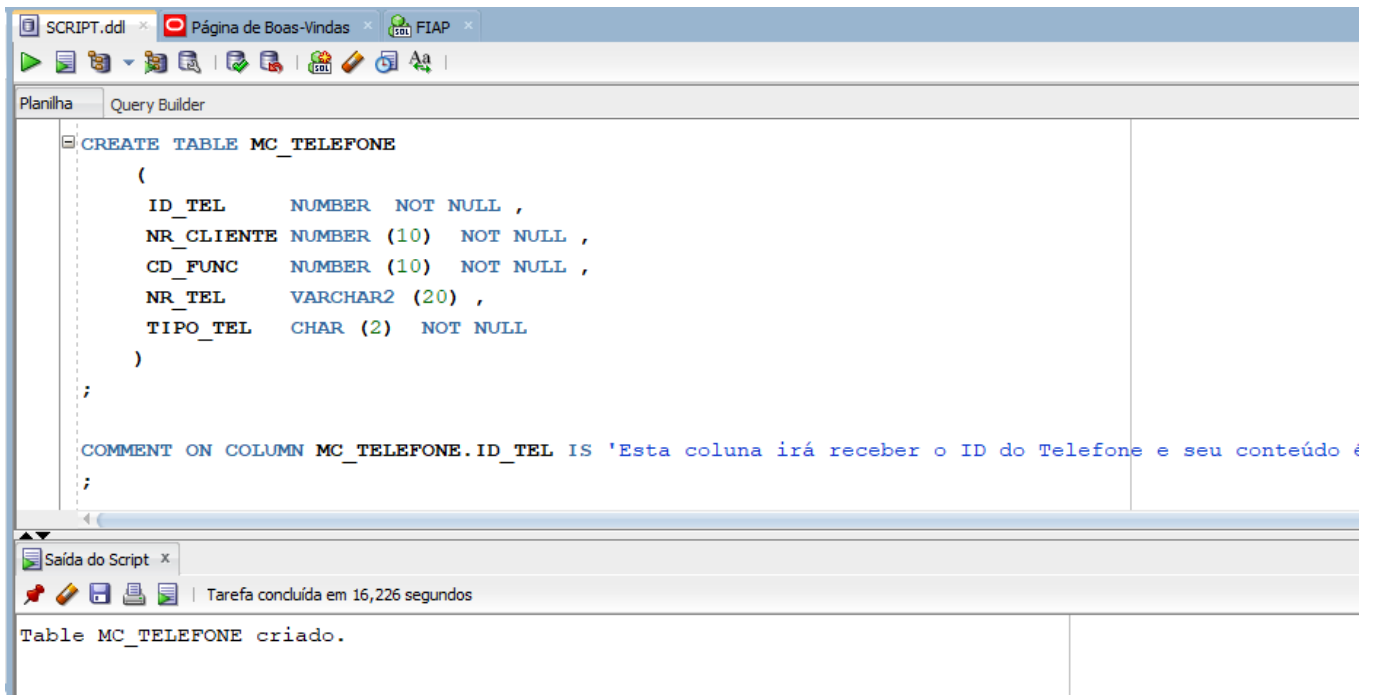 SCRIPT.ddl Página de Boas-Vindas FIAP
Planilha Query Builder
CREATE TABLE MC_TELEFONE
(
ID_TEL NUMBER NOT NULL ,
NR_CLIENTE NUMBER (10) NOT NULL ,
CD_FUNC NUMBER (10) NOT NULL ,
NR_TEL VARCHAR2 (20) ,
TIPO_TEL CHAR (2) NOT NULL
)
;
COMMENT ON COLUMN MC_TELEFONE.ID_TEL IS 'Esta coluna irá receber o ID do Telefone e seu conteúdo é
;
Saída do Script x
Tarefa concluída em 16,226 segundos
Table MC_TELEFONE criado.